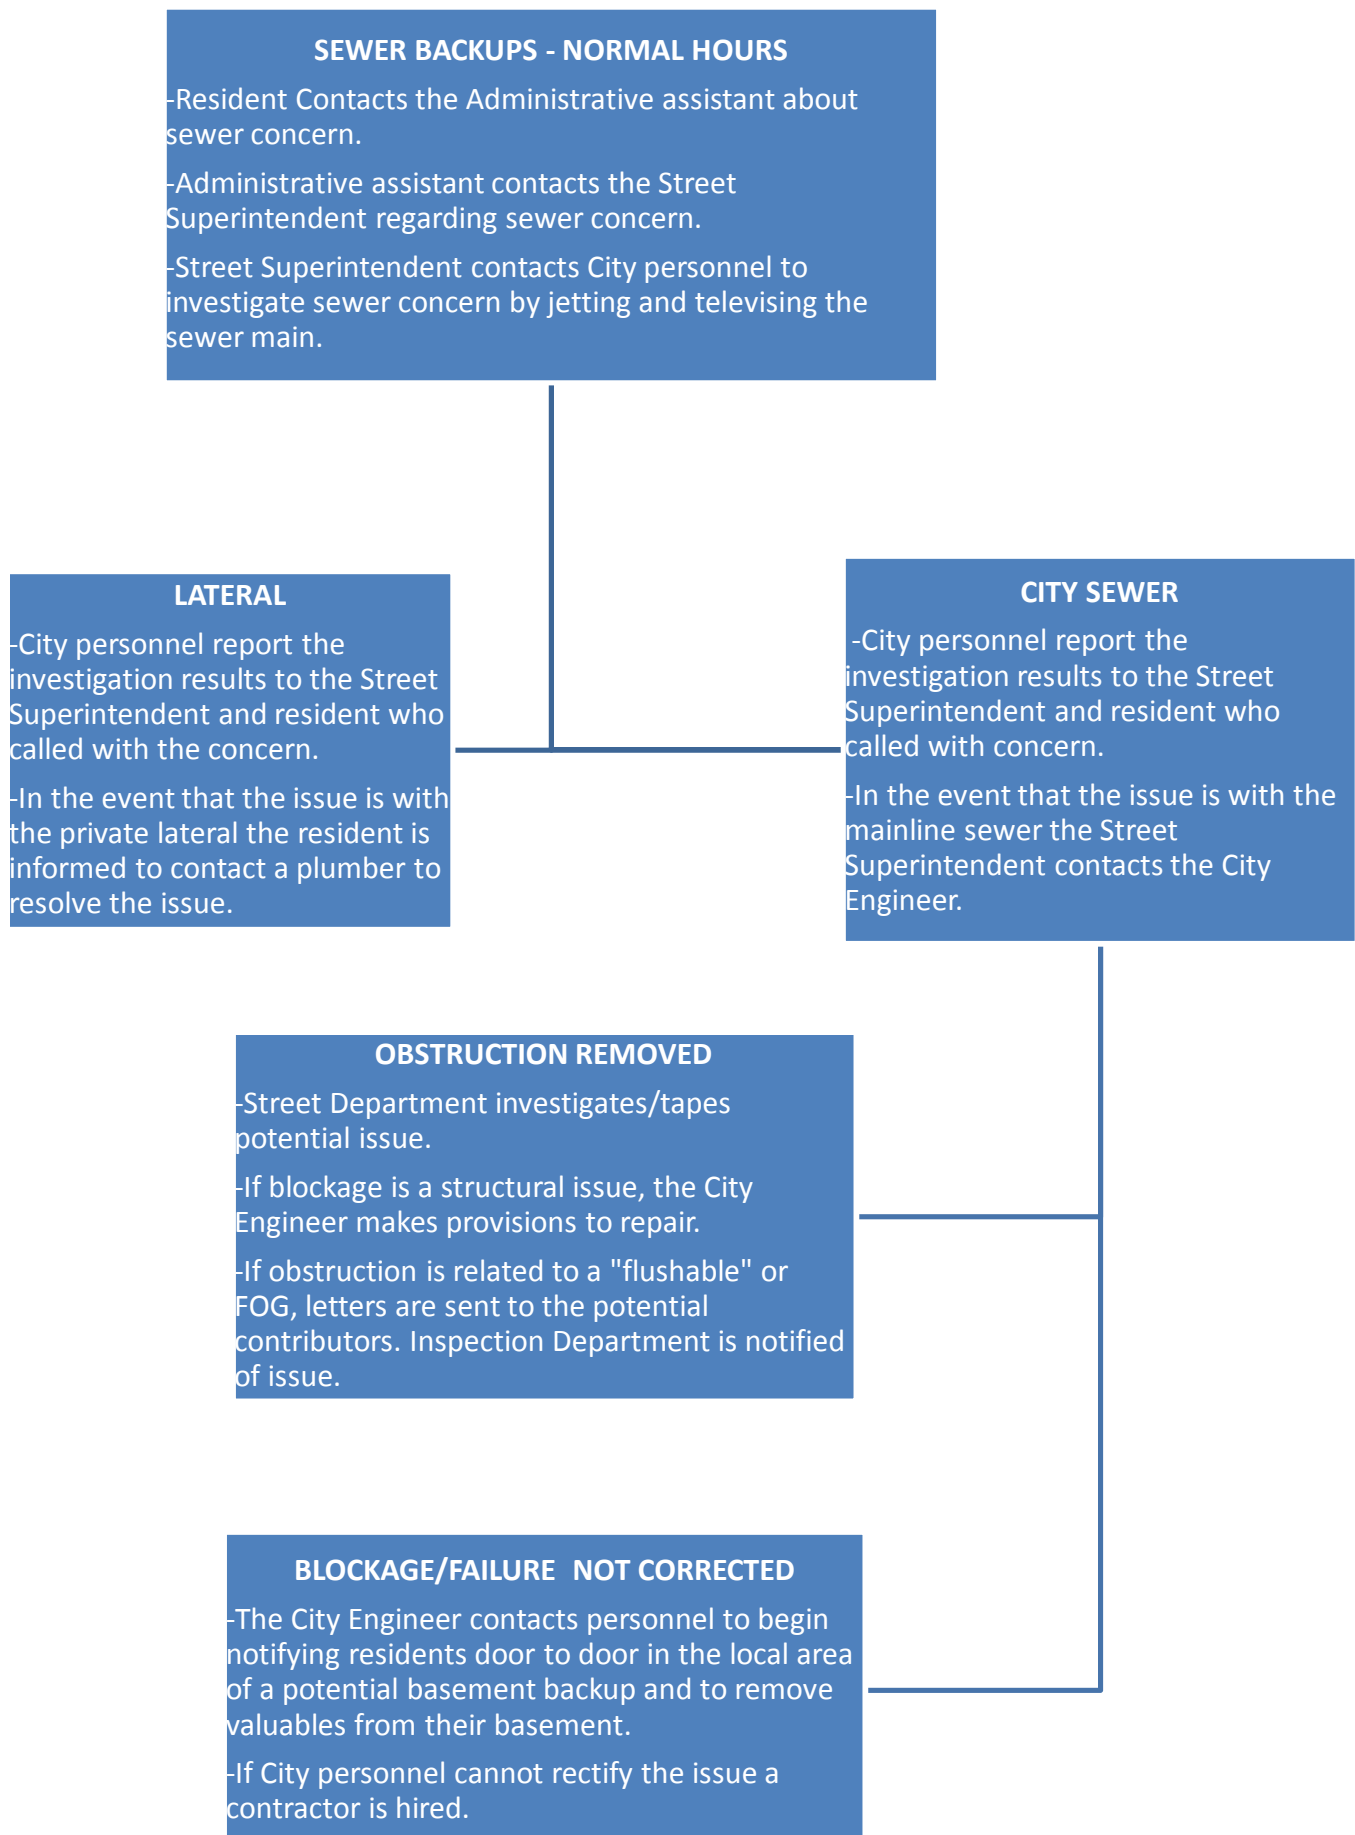 SEWER BACKUPS - NORMAL HOURS
-Resident Contacts the Administrative assistant about
sewer concern.
-Administrative assistant contacts the Street
Superintendent regarding sewer concern.
-Street Superintendent contacts City personnel to
investigate sewer concern by jetting and televising the
sewer main.
LATERAL
-City personnel report the
investigation results to the Street
Superintendent and resident who
called with the concern.
-In the event that the issue is with
the private lateral the resident is
informed to contact a plumber to
resolve the issue.
CITY SEWER
-City personnel report the
investigation results to the Street
Superintendent and resident who
called with concern.
-In the event that the issue is with the
mainline sewer the Street
Superintendent contacts the City
Engineer.
OBSTRUCTION REMOVED
-Street Department investigates/tapes
potential issue.
-If blockage is a structural issue, the City
Engineer makes provisions to repair.
-If obstruction is related to a "flushable" or
FOG, letters are sent to the potential
contributors. Inspection Department is notified
of issue.
BLOCKAGE/FAILURE  NOT CORRECTED
-The City Engineer contacts personnel to begin
notifying residents door to door in the local area
of a potential basement backup and to remove
valuables from their basement.
-If City personnel cannot rectify the issue a
contractor is hired.